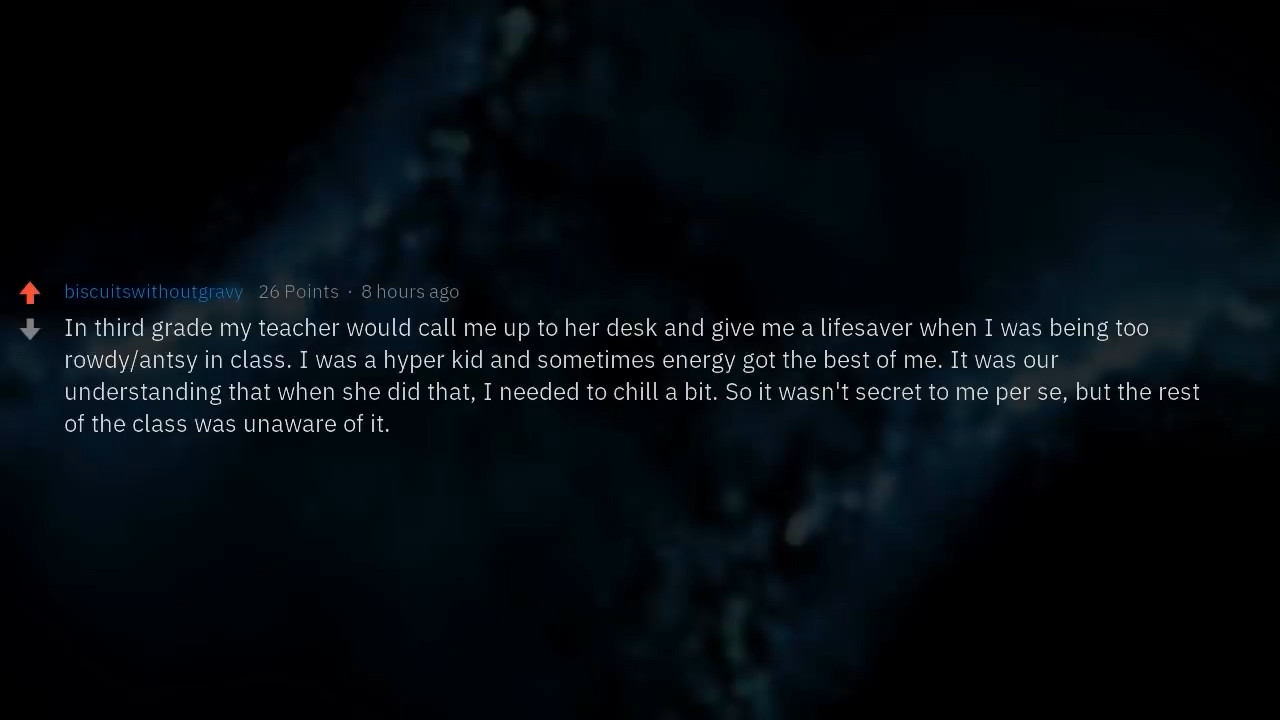 biscuitswithoutgravy 26 Points · 8 hours ago
In third grade my teacher would call me up to her desk and give me a lifesaver when I was being too
rowdy/antsy in class. I was a hyper kid and sometimes energy got the best of me. It was our
understanding that when she did that, I needed to chill a bit. So it wasn't secret to me per se, but the rest
of the class was unaware of it.